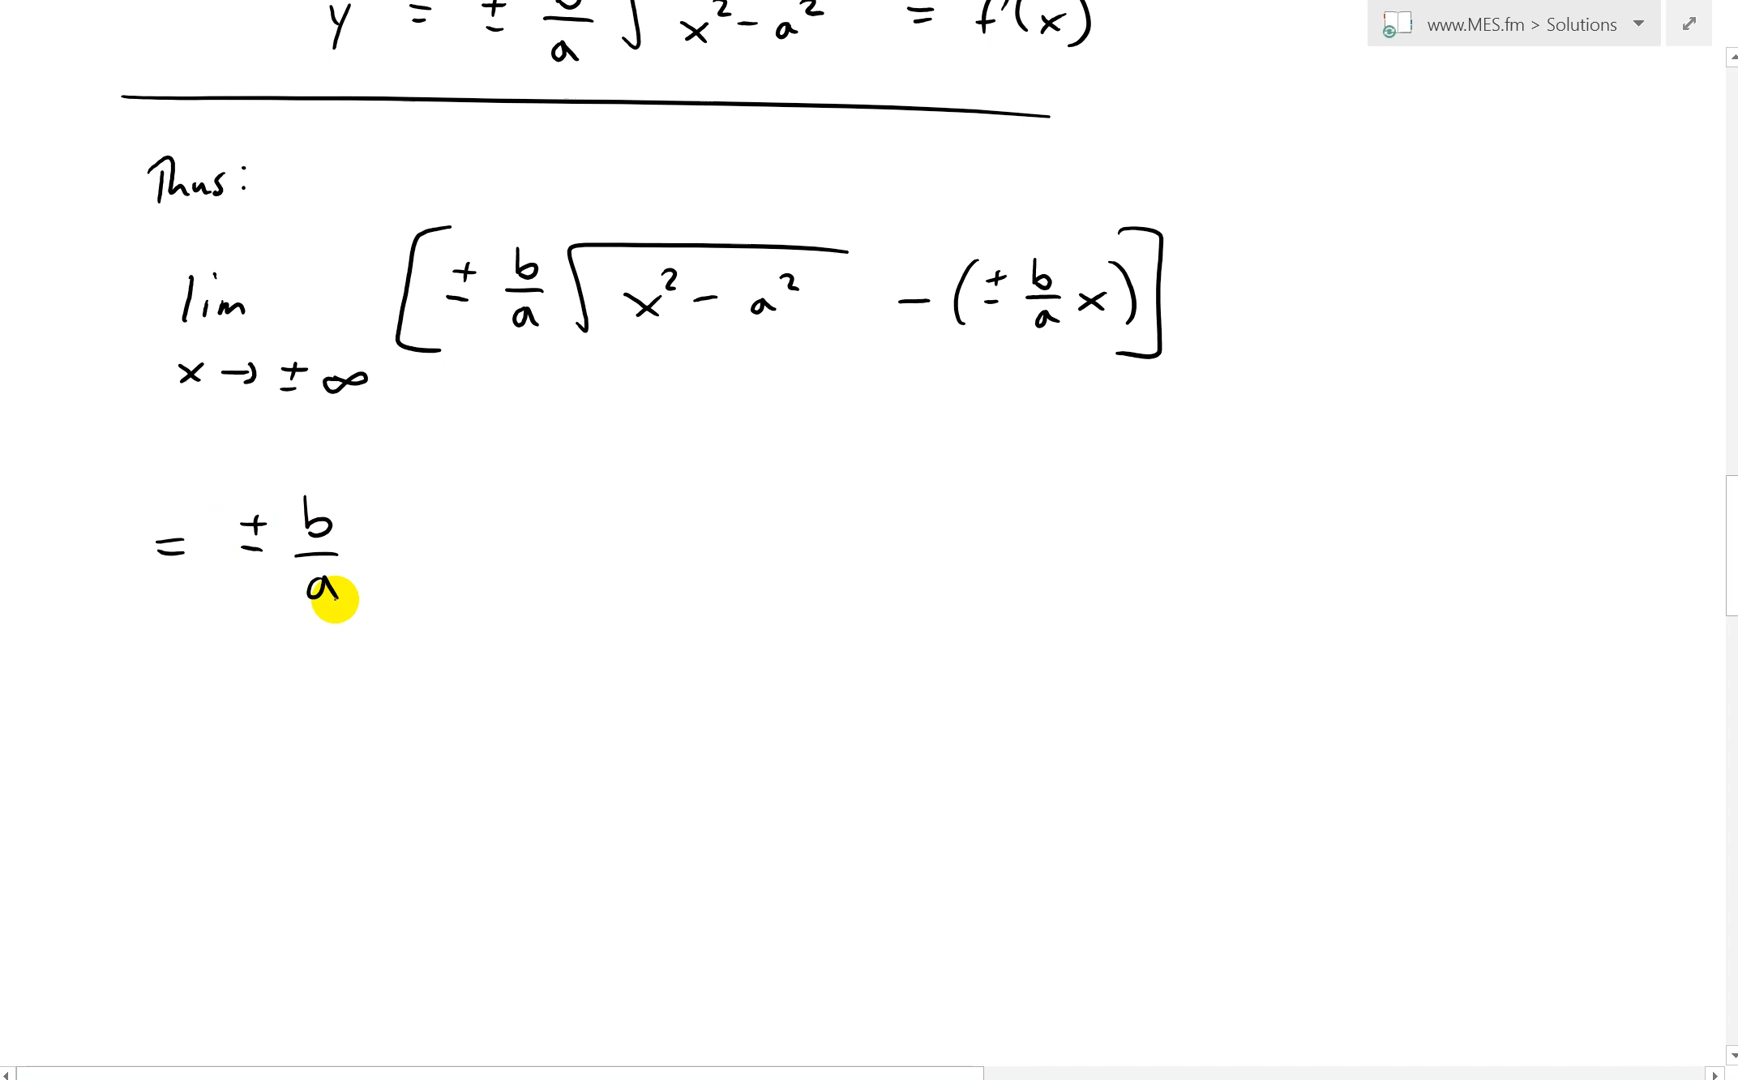 www.MES.fm > Solutions
y = ± b/a √ x² - a² = f(x)
Thus:
lim x → ± ∞ [ ± b/a √ x² - a² - ( ± b/a x ) ]
= ± b/a